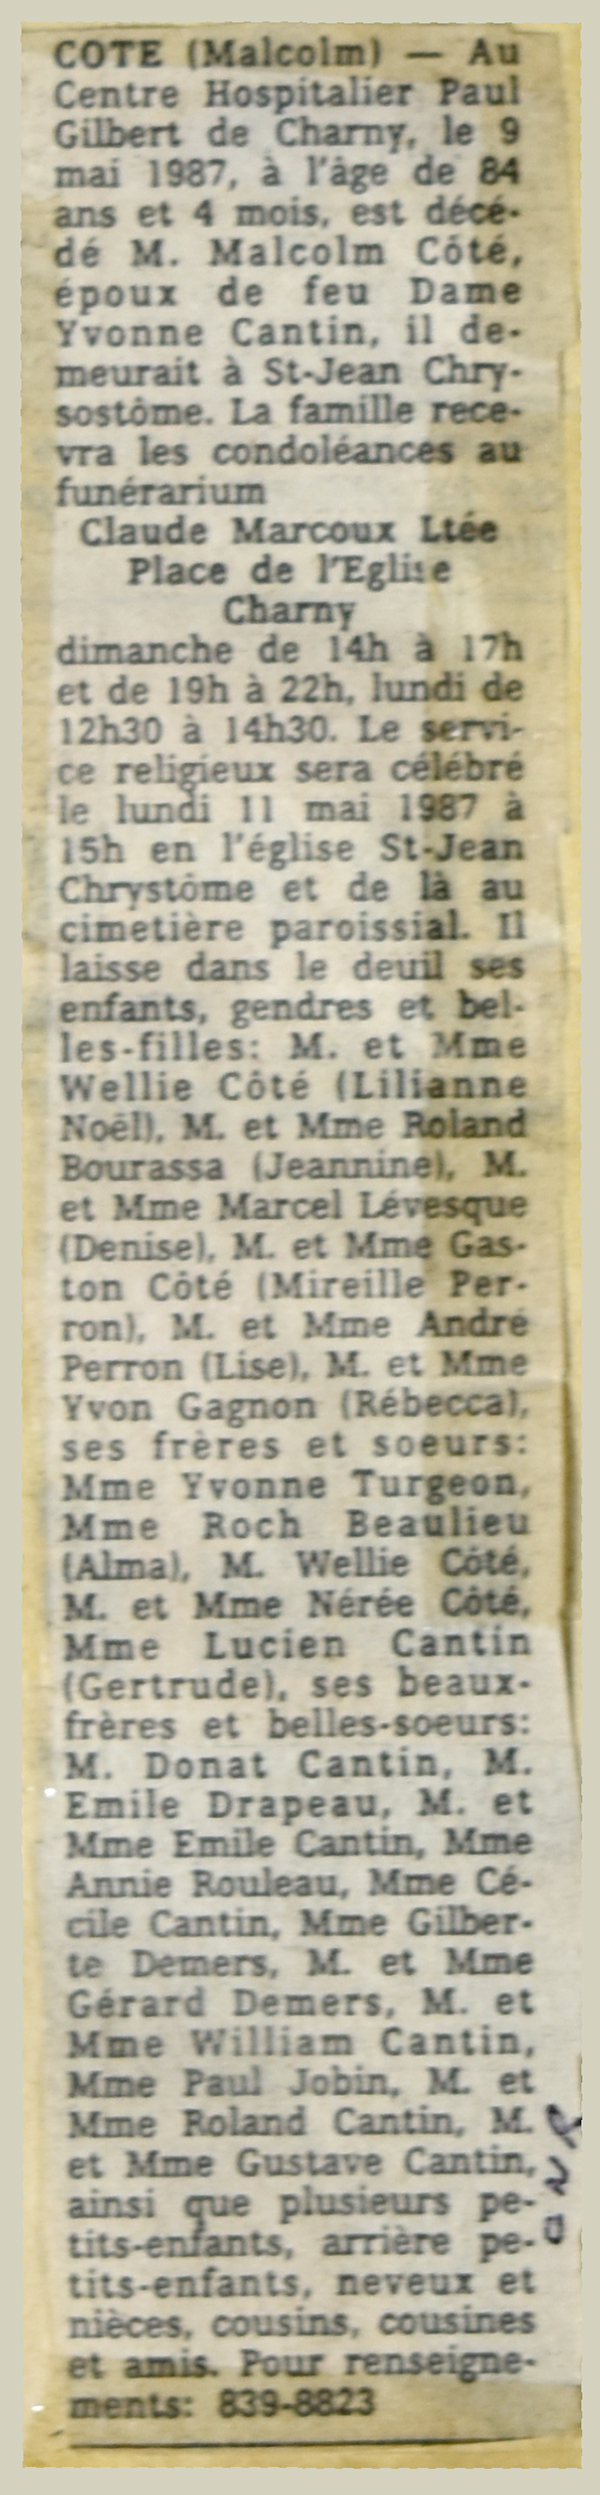 COTE (Malcolm) — Au
Centre Hospitalier Paul
Gilbert de Charny, le 9
mai 1987, à l'âge de 84
ans et 4 mois, est décé-
dé M. Malcolm Côté,
époux de feu Dame
Yvonne Cantin, il de-
meurait à St-Jean Chry-
sostôme. La famille rece-
vra les condoléances au
funérarium
Claude Marcoux Ltée
Place de l'Eglise
Charny
dimanche de 14h à 17h
et de 19h à 22h, lundi de
12h30 à 14h30. Le servi-
ce religieux sera célébré
le lundi 11 mai 1987 à
15h en l'église St-Jean
Chrystôme et de là au
cimetière paroissial. Il
laisse dans le deuil ses
enfants, gendres et bel-
les-filles: M. et Mme
Wellie Côté (Lilianne
Noël), M. et Mme Roland
Bourassa (Jeannine), M.
et Mme Marcel Lévesque
(Denise), M. et Mme Gas-
ton Côté (Mireille Per-
ron), M. et Mme André
Perron (Lise), M. et Mme
Yvon Gagnon (Rébecca),
ses frères et soeurs:
Mme Yvonne Turgeon,
Mme Roch Beaulieu
(Alma), M. Wellie Côté,
M. et Mme Nérée Côté,
Mme Lucien Cantin
(Gertrude), ses beaux-
frères et belles-soeurs:
M. Donat Cantin, M.
Emile Drapeau, M. et
Mme Emile Cantin, Mme
Annie Rouleau, Mme Cé-
cile Cantin, Mme Gilber-
te Demers, M. et Mme
Gérard Demers, M. et
Mme William Cantin,
Mme Paul Jobin, M. et
Mme Roland Cantin, M.
et Mme Gustave Cantin,
ainsi que plusieurs pe-
tits-enfants, arrière pe-
tits-enfants, neveux et
nièces, cousins, cousines
et amis. Pour renseigne-
ments: 839-8823